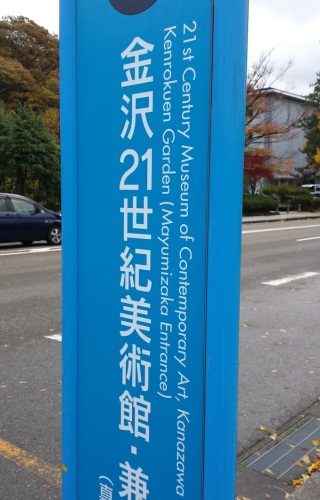 21st Century Museum of Contemporary Art, Kanazawa
Kenrokuen Garden (Mayumizaka Entrance)
金沢21世紀美術館・兼
（真